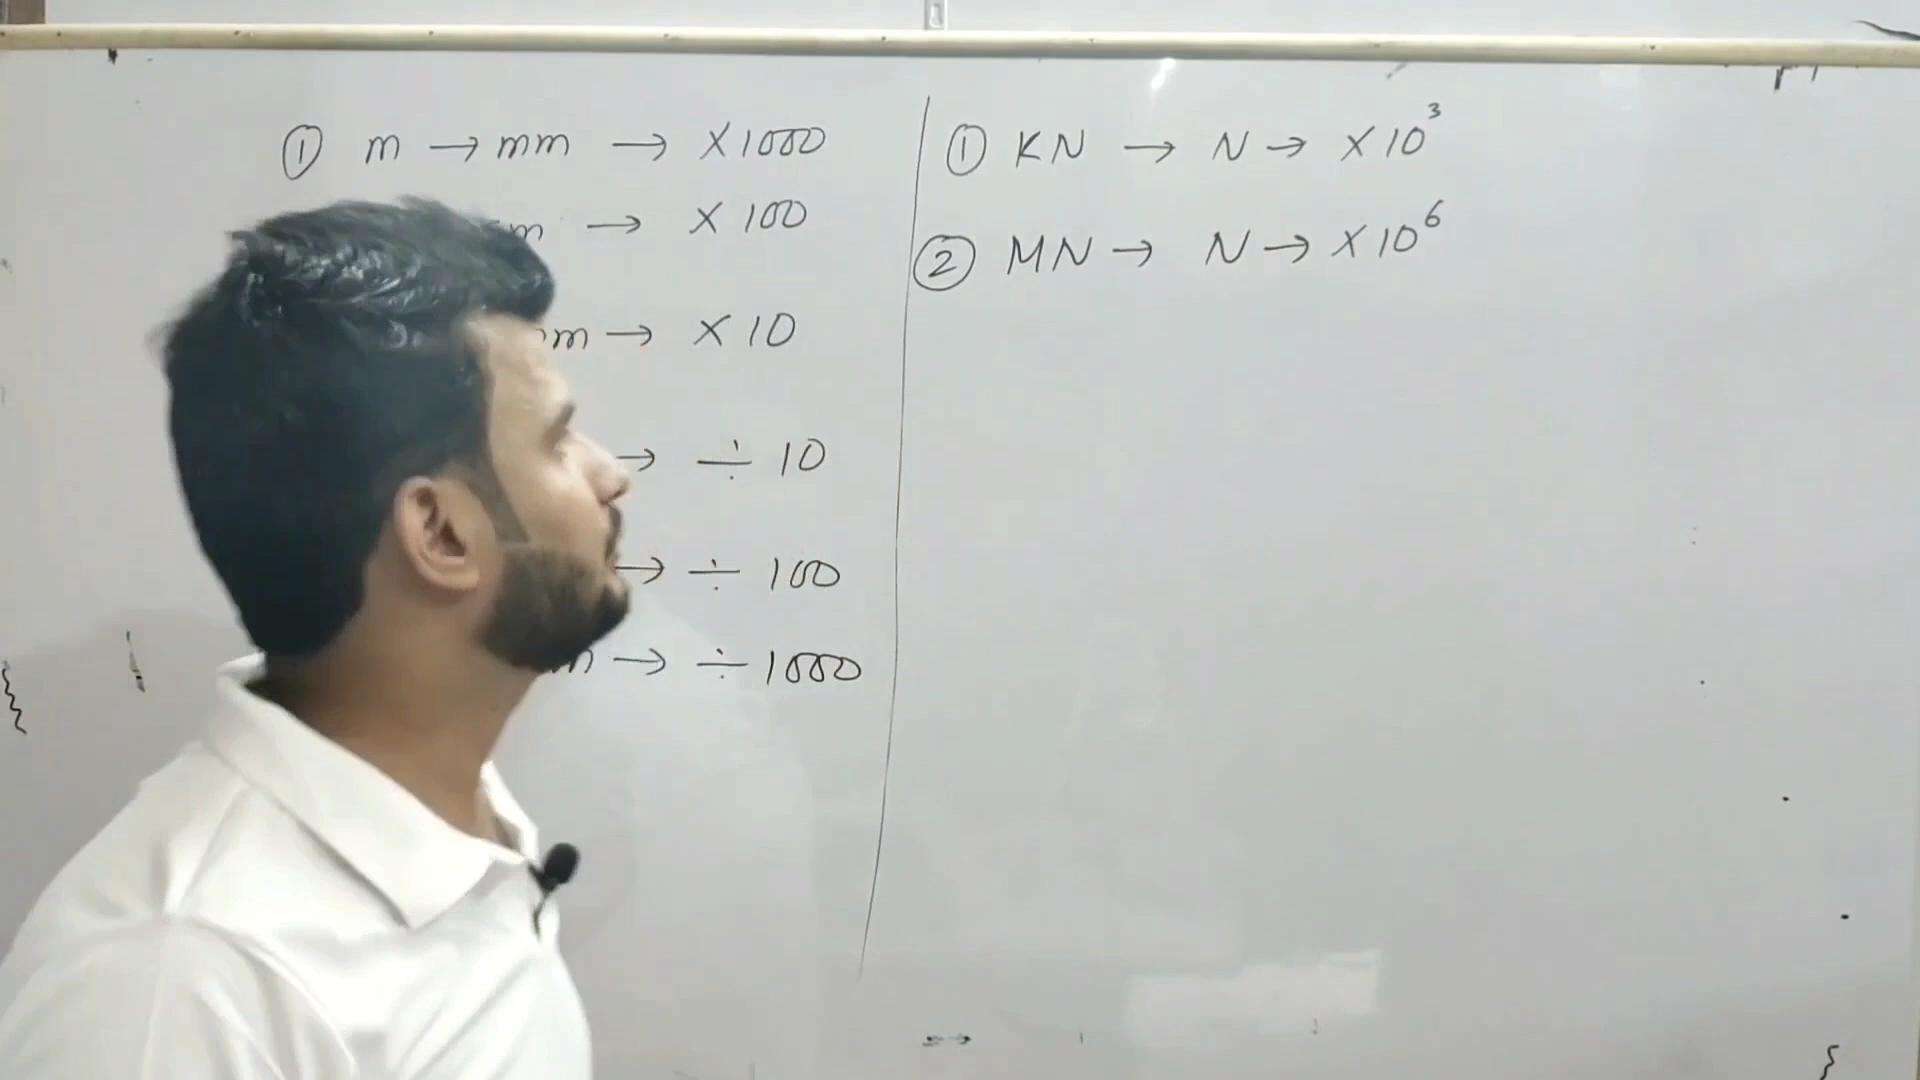 ① m → mm → ×1000
m → ×100
m → ×10
→ ÷ 10
→ ÷ 100
→ ÷ 1000
① KN → N → ×10³
② MN → N → ×10⁶